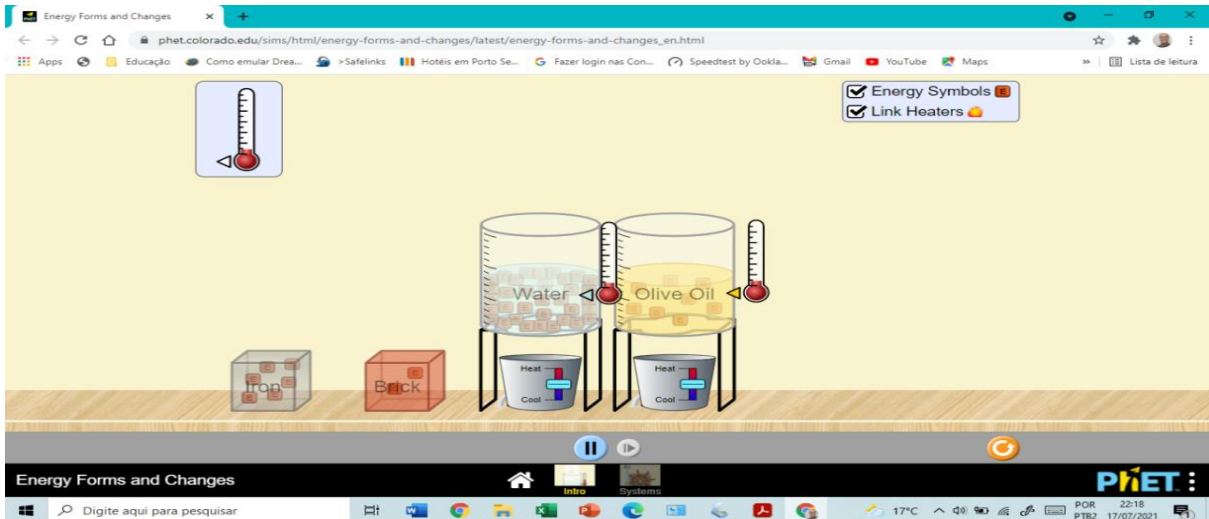 Energy Forms and Changes
phet.colorado.edu/sims/html/energy-forms-and-changes/latest/energy-forms-and-changes_en.html
Apps Educação Como emular Drea... >Safelinks Hotéis em Porto Se... Fazer login nas Con... Speedtest by Ookla... Gmail YouTube Maps » Lista de leitura
Energy Symbols E
Link Heaters
Water
Olive Oil
Iron
Brick
Heat
Cool
Heat
Cool
Energy Forms and Changes
Intro
Systems
PhET
Digite aqui para pesquisar
17°C
POR
PTB2
22:18
17/07/2021